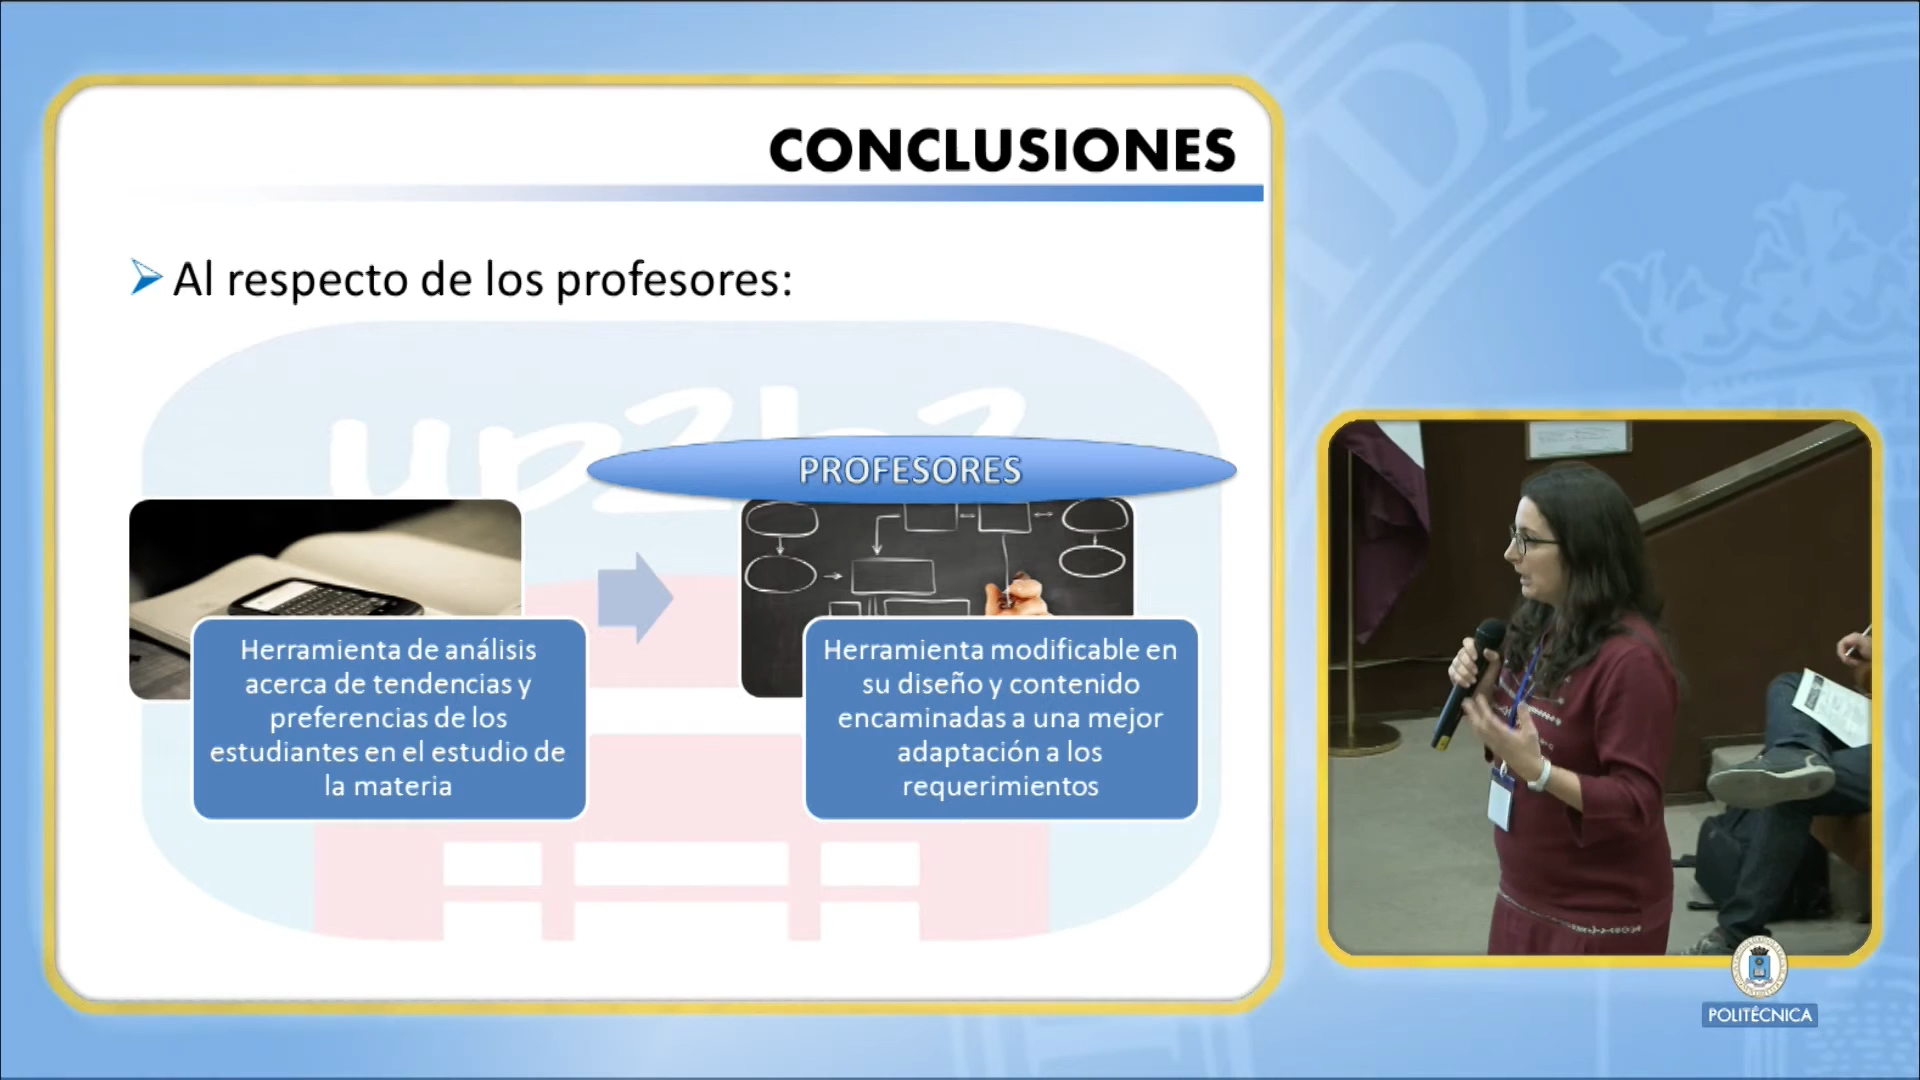 CONCLUSIONES
Al respecto de los profesores:
up2b2
PROFESORES
Herramienta de análisis
acerca de tendencias y
preferencias de los
estudiantes en el estudio de
la materia
Herramienta modificable en
su diseño y contenido
encaminadas a una mejor
adaptación a los
requerimientos
POLITÉCNICA